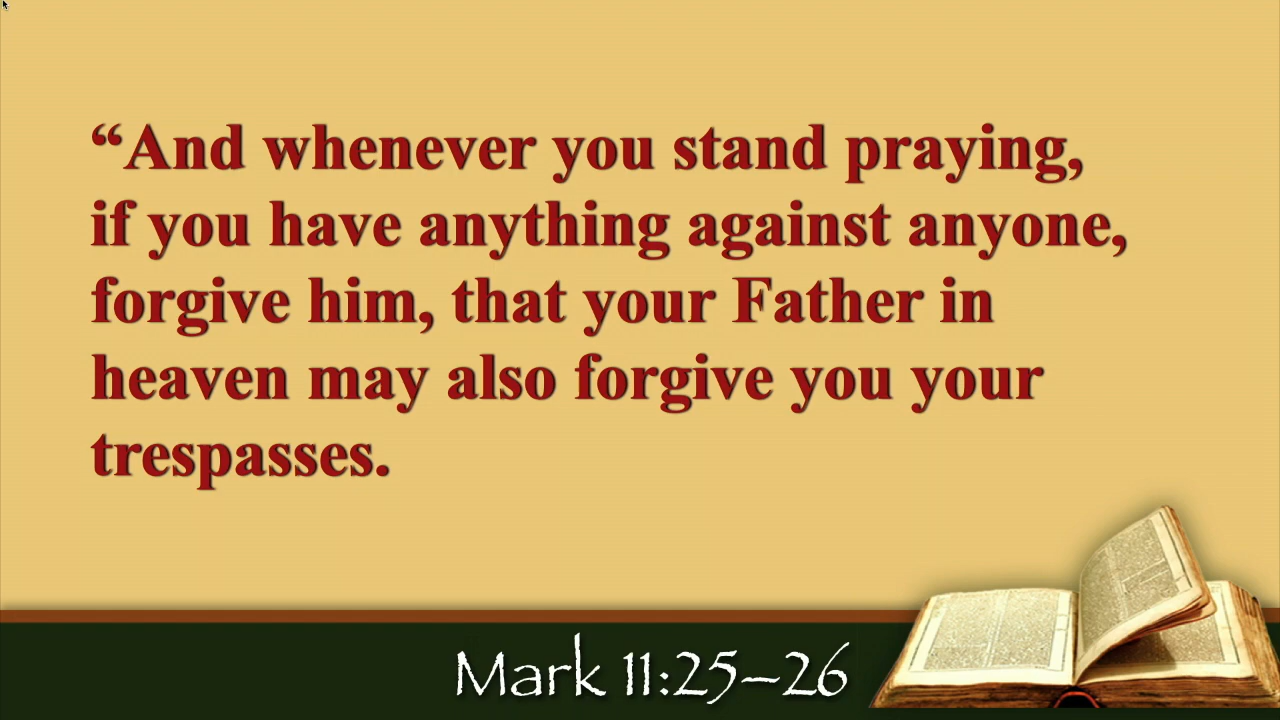 “And whenever you stand praying,
if you have anything against anyone,
forgive him, that your Father in
heaven may also forgive you your
trespasses.
Mark 11:25–26